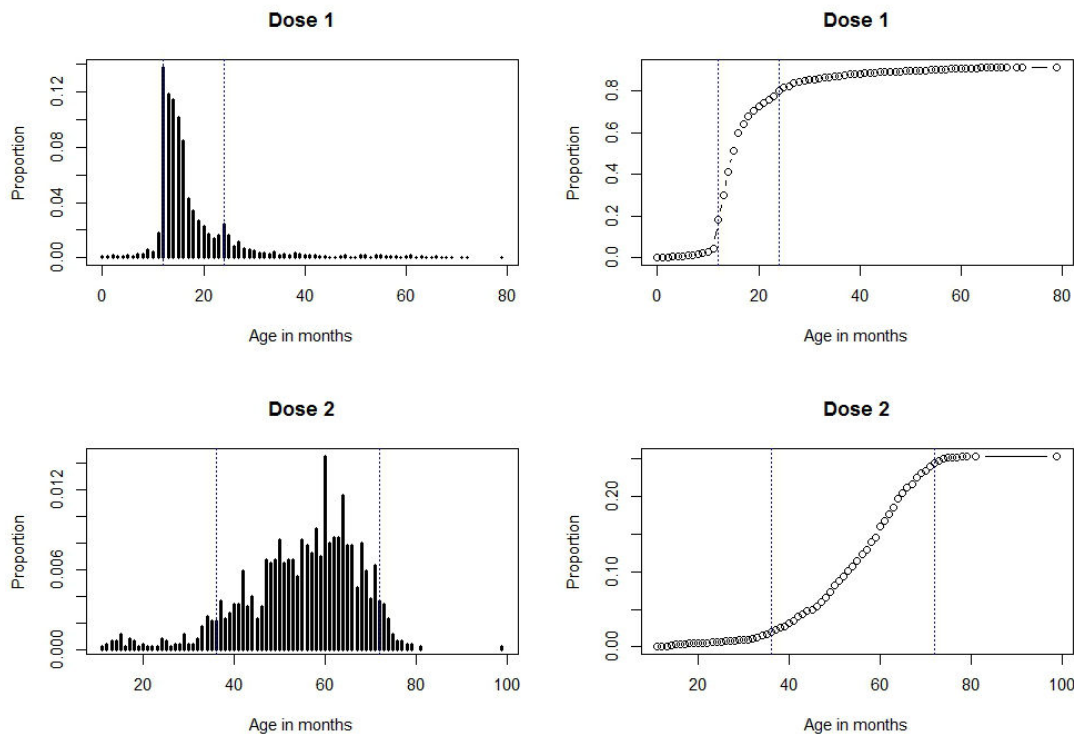 Dose 1
Proportion
0.00 0.04 0.08 0.12
0 20 40 60 80
Age in months
Dose 1
Proportion
0.0 0.2 0.4 0.6 0.8
0 20 40 60 80
Age in months
Dose 2
Proportion
0.000 0.006 0.012
20 40 60 80 100
Age in months
Dose 2
Proportion
0.00 0.10 0.20
20 40 60 80 100
Age in months